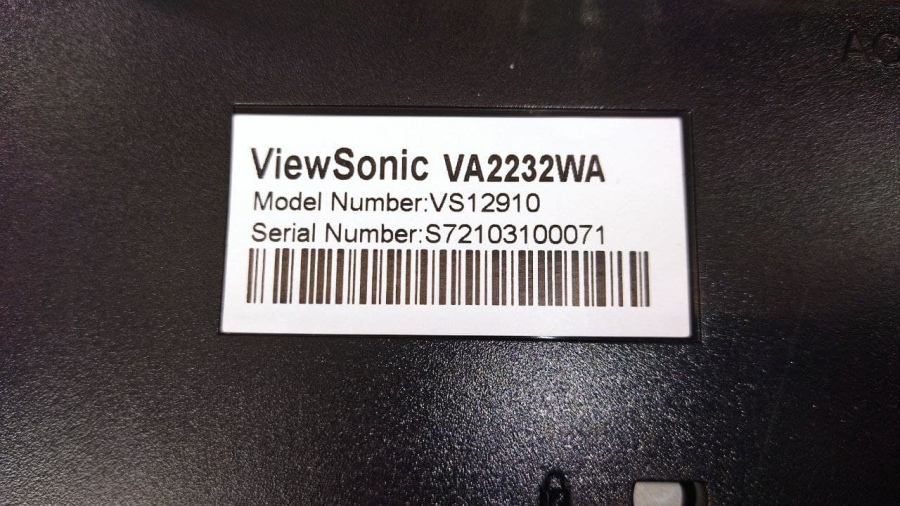 ViewSonic VA2232WA
Model Number:VS12910
Serial Number:S72103100071